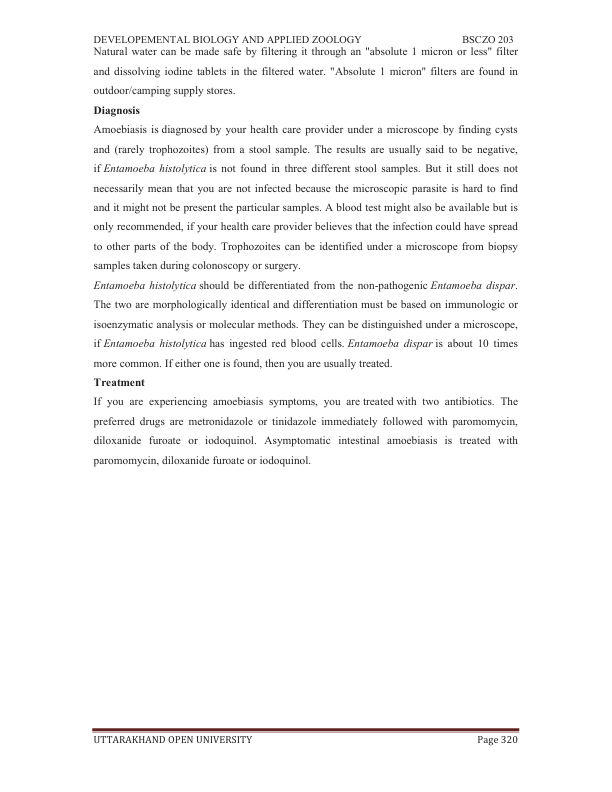 DEVELOPEMENTAL BIOLOGY AND APPLIED ZOOLOGY BSCZO 203
Natural water can be made safe by filtering it through an "absolute 1 micron or less" filter
and dissolving iodine tablets in the filtered water. "Absolute 1 micron" filters are found in
outdoor/camping supply stores.
Diagnosis
Amoebiasis is diagnosed by your health care provider under a microscope by finding cysts
and (rarely trophozoites) from a stool sample. The results are usually said to be negative,
if Entamoeba histolytica is not found in three different stool samples. But it still does not
necessarily mean that you are not infected because the microscopic parasite is hard to find
and it might not be present the particular samples. A blood test might also be available but is
only recommended, if your health care provider believes that the infection could have spread
to other parts of the body. Trophozoites can be identified under a microscope from biopsy
samples taken during colonoscopy or surgery.
Entamoeba histolytica should be differentiated from the non-pathogenic Entamoeba dispar.
The two are morphologically identical and differentiation must be based on immunologic or
isoenzymatic analysis or molecular methods. They can be distinguished under a microscope,
if Entamoeba histolytica has ingested red blood cells. Entamoeba dispar is about 10 times
more common. If either one is found, then you are usually treated.
Treatment
If you are experiencing amoebiasis symptoms, you are treated with two antibiotics. The
preferred drugs are metronidazole or tinidazole immediately followed with paromomycin,
diloxanide furoate or iodoquinol. Asymptomatic intestinal amoebiasis is treated with
paromomycin, diloxanide furoate or iodoquinol.
UTTARAKHAND OPEN UNIVERSITY Page 320